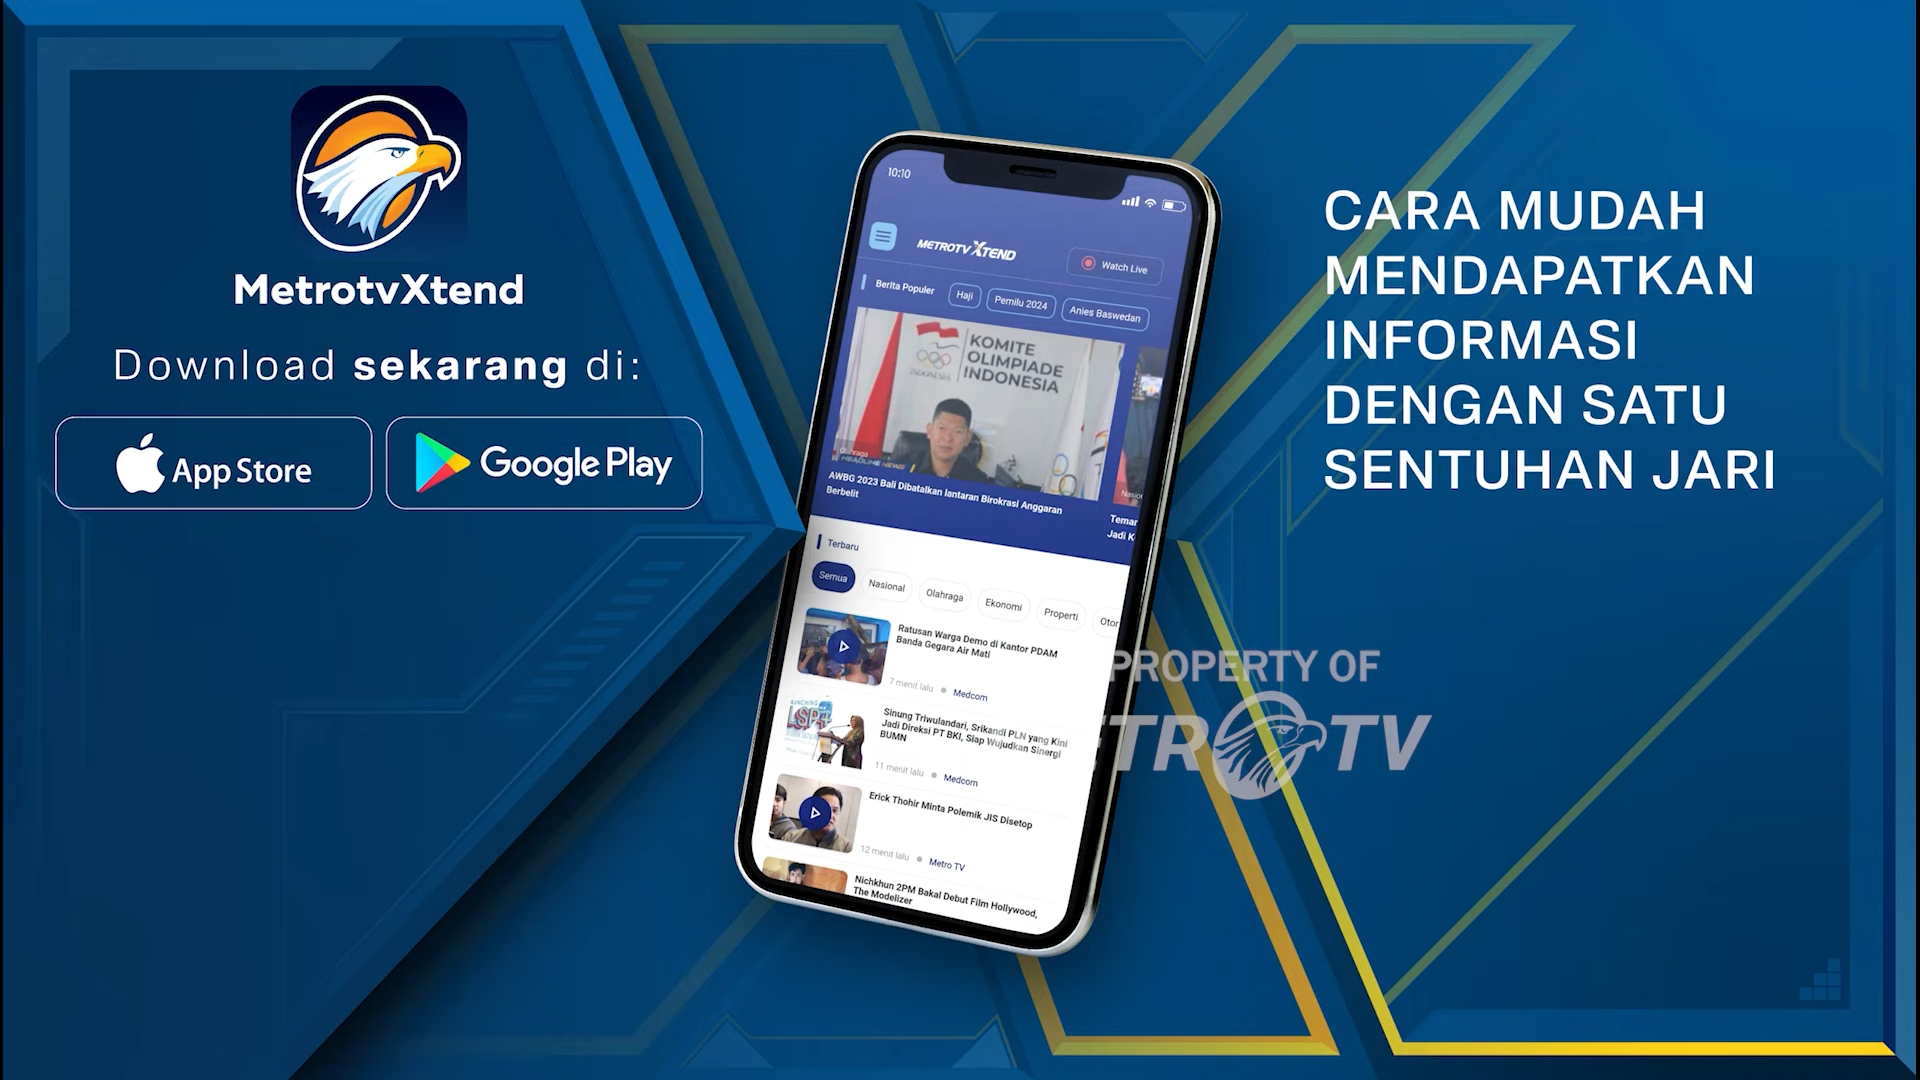 MetrotvXtend
Download sekarang di:
App Store
Google Play
10:10
METROTV XTEND
Watch Live
Berita Populer
Haji
Pemilu 2024
Anies Baswedan
KOMITE
OLIMPIADE
INDONESIA
INDONESIA
Olahraga
HEADLINE NEWS
AWBG 2023 Bali Dibatalkan lantaran Birokrasi Anggaran
Berbelit
Terbaru
Semua
Nasional
Olahraga
Ekonomi
Properti
Ratusan Warga Demo di Kantor PDAM
Banda Gegara Air Mati
7 menit lalu
Medcom
Sinung Triwulandari, Srikandi PLN yang Kini
Jadi Direksi PT BKI, Siap Wujudkan Sinergi
BUMN
11 menit lalu
Medcom
Erick Thohir Minta Polemik JIS Disetop
12 menit lalu
Metro TV
Nichkhun 2PM Bakal Debut Film Hollywood,
The Modelizer
CARA MUDAH
MENDAPATKAN
INFORMASI
DENGAN SATU
SENTUHAN JARI
PROPERTY OF
ETROTV